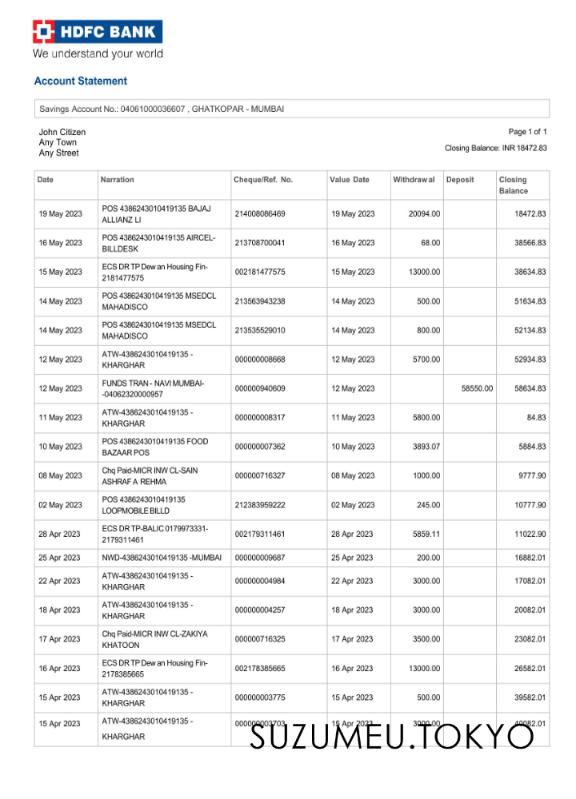 HDFC BANK
We understand your world
Account Statement
Savings Account No.: 04061000036607 , GHATKOPAR - MUMBAI
John Citizen
Any Town
Any Street
Page 1 of 1
Closing Balance: INR 18472.83
Date Narration Cheque/Ref. No. Value Date Withdrawal Deposit Closing
Balance
19 May 2023 POS 4386243010419135 BAJAJ
ALLIANZ LI 214008086469 19 May 2023 20094.00 18472.83
16 May 2023 POS 4386243010419135 AIRCEL-
BILLDESK 213708700041 16 May 2023 68.00 38566.83
15 May 2023 ECS DR TP Dewan Housing Fin-
2181477575 002181477575 15 May 2023 13000.00 38634.83
14 May 2023 POS 4386243010419135 MSEDCL
MAHADISCO 213563943238 14 May 2023 500.00 51634.83
14 May 2023 POS 4386243010419135 MSEDCL
MAHADISCO 213535529010 14 May 2023 800.00 52134.83
12 May 2023 ATW-4386243010419135 -
KHARGHAR 000000008668 12 May 2023 5700.00 52934.83
12 May 2023 FUNDS TRAN - NAVI MUMBAI-
-04062320000957 000000940609 12 May 2023 58550.00 58634.83
11 May 2023 ATW-4386243010419135 -
KHARGHAR 000000008317 11 May 2023 5800.00 84.83
10 May 2023 POS 4386243010419135 FOOD
BAZAAR POS 000000007362 10 May 2023 3893.07 5884.83
08 May 2023 Chq Paid-MICR INW CL-SAIN
ASHRAF A REHMA 000000716327 08 May 2023 1000.00 9777.90
02 May 2023 POS 4386243010419135
LOOPMOBILE BILLD 212383959222 02 May 2023 245.00 10777.90
28 Apr 2023 ECS DR TP-BALIC 0179973331-
2179311461 002179311461 28 Apr 2023 5859.11 11022.90
25 Apr 2023 NWD-4386243010419135 -MUMBAI 000000009687 25 Apr 2023 200.00 16882.01
22 Apr 2023 ATW-4386243010419135 -
KHARGHAR 000000004984 22 Apr 2023 3000.00 17082.01
18 Apr 2023 ATW-4386243010419135 -
KHARGHAR 000000004257 18 Apr 2023 3000.00 20082.01
17 Apr 2023 Chq Paid-MICR INW CL-ZAKIYA
KHATOON 000000716325 17 Apr 2023 3500.00 23082.01
16 Apr 2023 ECS DR TP Dewan Housing Fin-
2178385665 002178385665 16 Apr 2023 13000.00 26582.01
15 Apr 2023 ATW-4386243010419135 -
KHARGHAR 000000003775 15 Apr 2023 500.00 39582.01
15 Apr 2023 ATW-4386243010419135 -
KHARGHAR 15 Apr 2023 3000.00
SUZUMEU.TOKYO